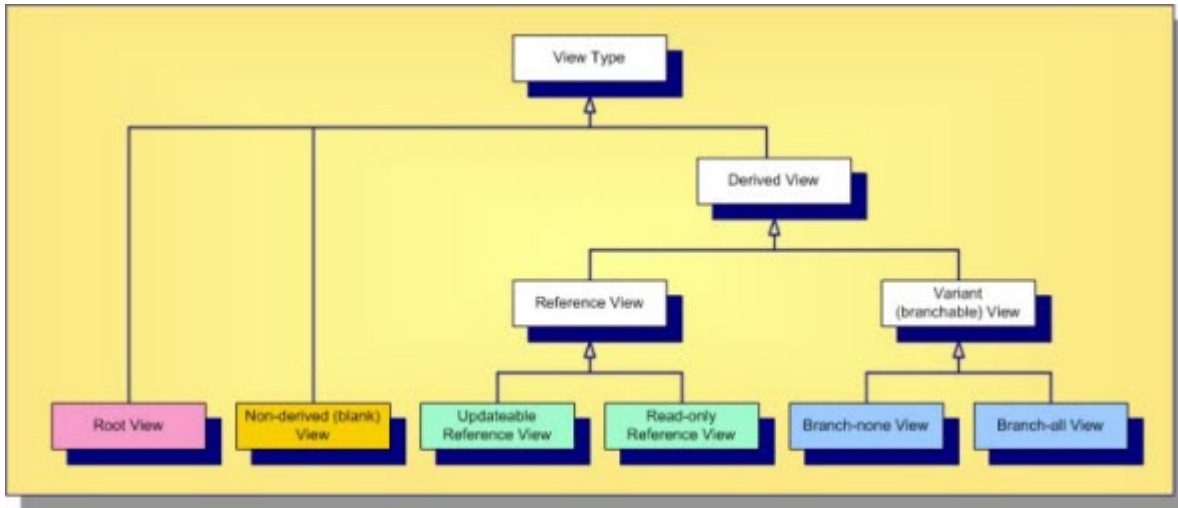 View Type
Derived View
Reference View
Variant
(branchable) View
Root View
Non-derived (blank)
View
Updateable
Reference View
Read-only
Reference View
Branch-none View
Branch-all View